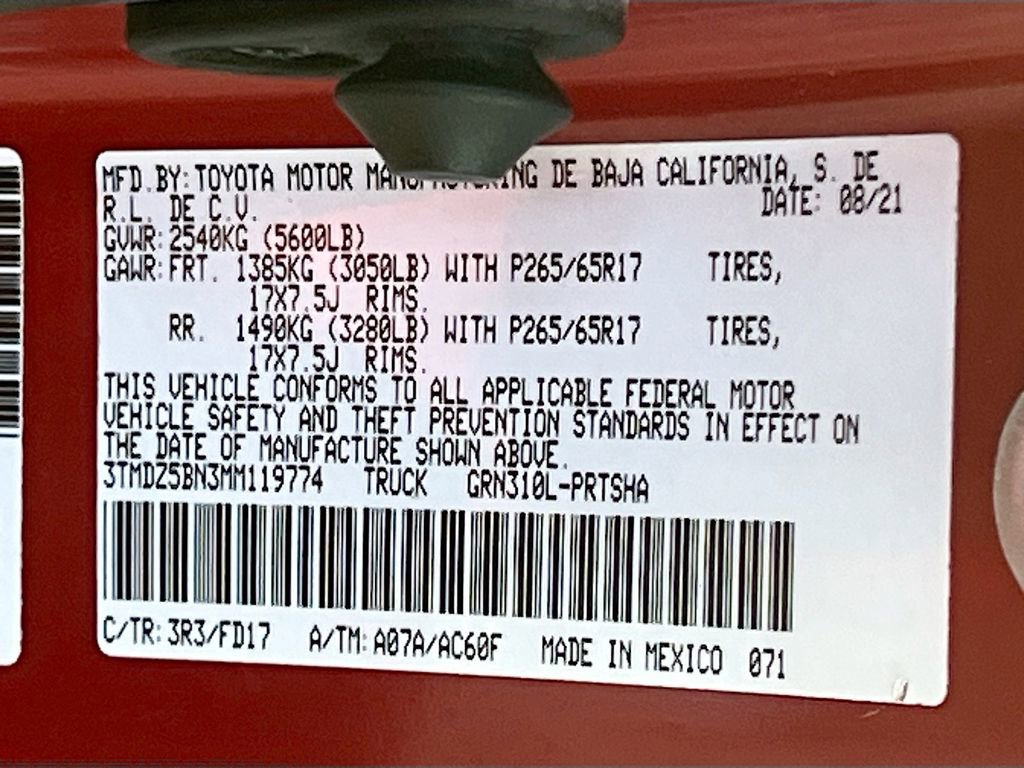 MFD.BY:TOYOTA MOTOR MANUFACTURING DE BAJA CALIFORNIA, S. DE
R.L. DE C.V. DATE: 08/21
GVWR:2540KG (5600LB)
GAWR:FRT. 1385KG (3050LB) WITH P265/65R17 TIRES,
17X7.5J RIMS.
RR. 1490KG (3280LB) WITH P265/65R17 TIRES,
17X7.5J RIMS.
THIS VEHICLE CONFORMS TO ALL APPLICABLE FEDERAL MOTOR
VEHICLE SAFETY AND THEFT PREVENTION STANDARDS IN EFFECT ON
THE DATE OF MANUFACTURE SHOWN ABOVE.
3TMDZ5BN3MM119774 TRUCK GRN310L-PRTSHA
C/TR:3R3/FD17 A/TM:A07A/AC60F MADE IN MEXICO 071